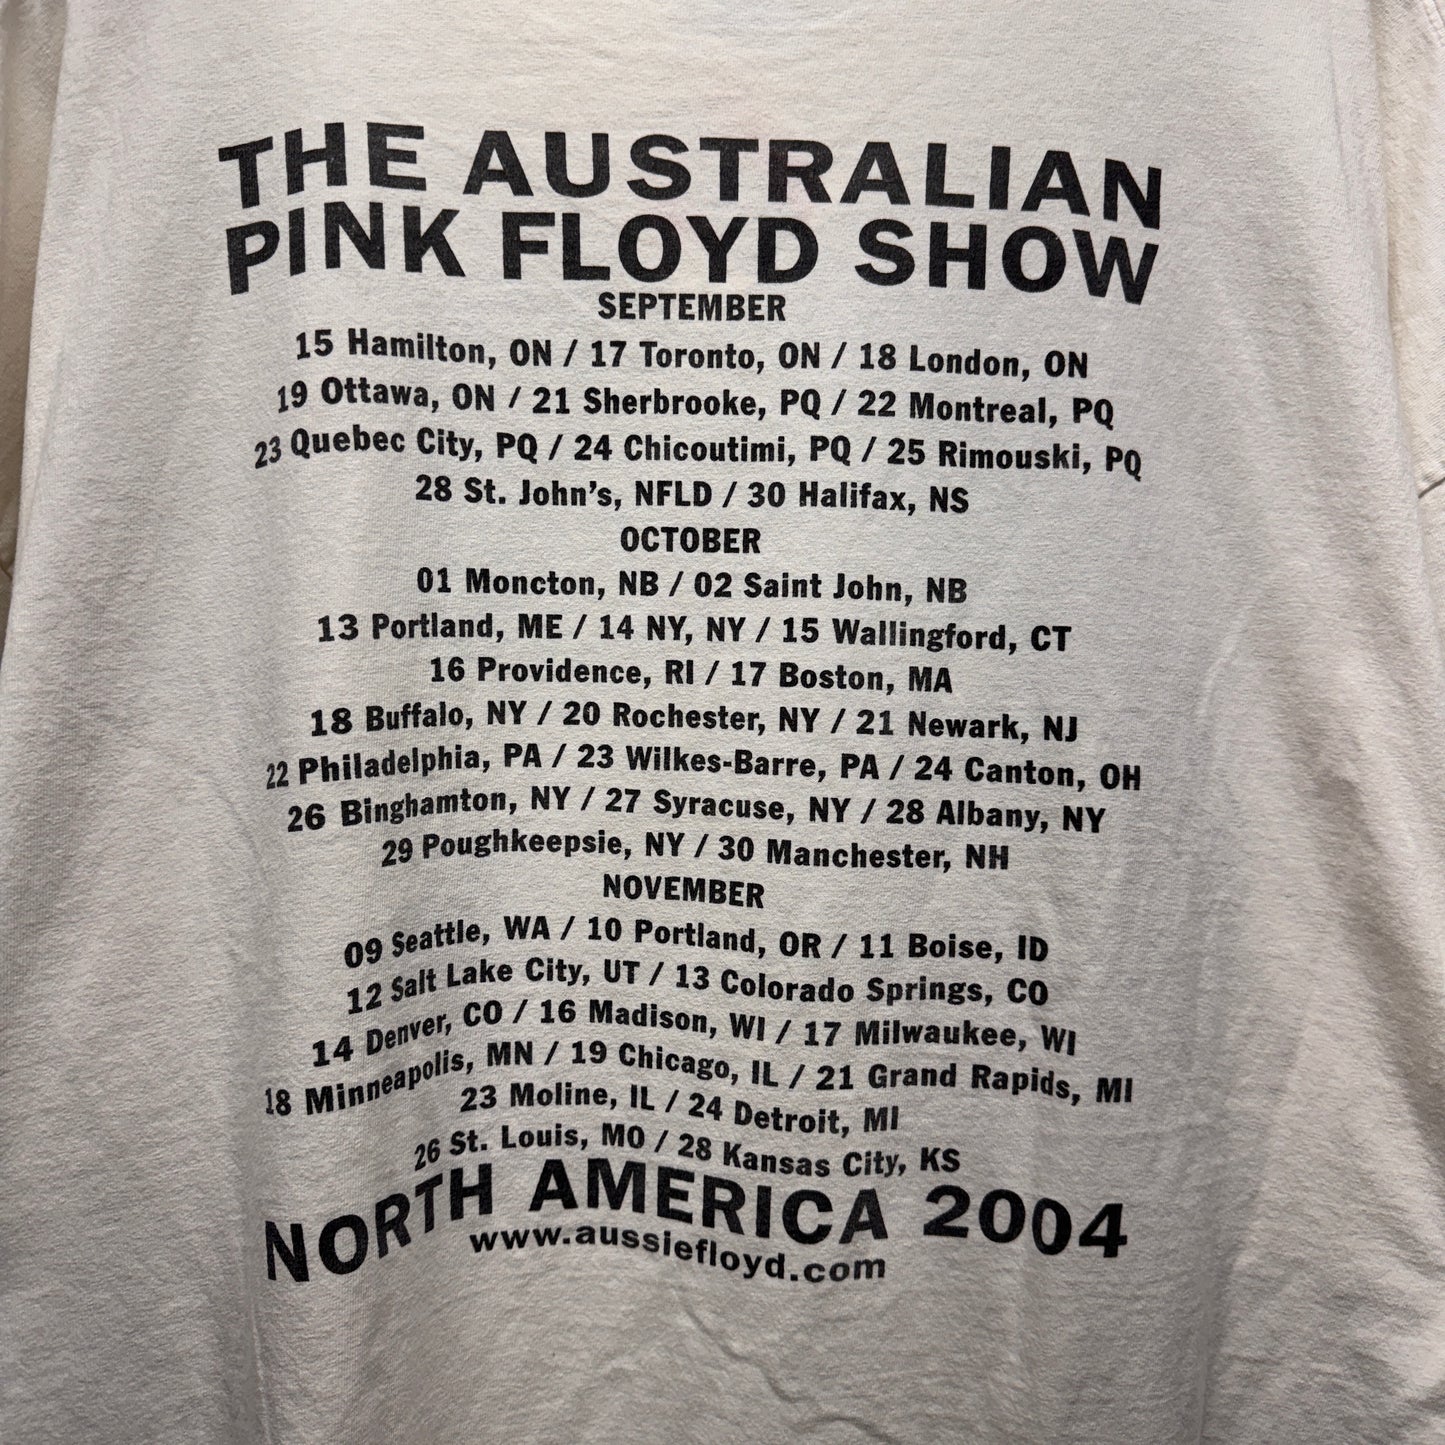 THE AUSTRALIAN
PINK FLOYD SHOW
SEPTEMBER
15 Hamilton, ON / 17 Toronto, ON / 18 London, ON
19 Ottawa, ON / 21 Sherbrooke, PQ / 22 Montreal, PQ
23 Quebec City, PQ / 24 Chicoutimi, PQ / 25 Rimouski, PQ
28 St. John's, NFLD / 30 Halifax, NS
OCTOBER
01 Moncton, NB / 02 Saint John, NB
13 Portland, ME / 14 NY, NY / 15 Wallingford, CT
16 Providence, RI / 17 Boston, MA
18 Buffalo, NY / 20 Rochester, NY / 21 Newark, NJ
22 Philadelphia, PA / 23 Wilkes-Barre, PA / 24 Canton, OH
26 Binghamton, NY / 27 Syracuse, NY / 28 Albany, NY
29 Poughkeepsie, NY / 30 Manchester, NH
NOVEMBER
09 Seattle, WA / 10 Portland, OR / 11 Boise, ID
12 Salt Lake City, UT / 13 Colorado Springs, CO
14 Denver, CO / 16 Madison, WI / 17 Milwaukee, WI
18 Minneapolis, MN / 19 Chicago, IL / 21 Grand Rapids, MI
23 Moline, IL / 24 Detroit, MI
26 St. Louis, MO / 28 Kansas City, KS
NORTH AMERICA 2004
www.aussiefloyd.com